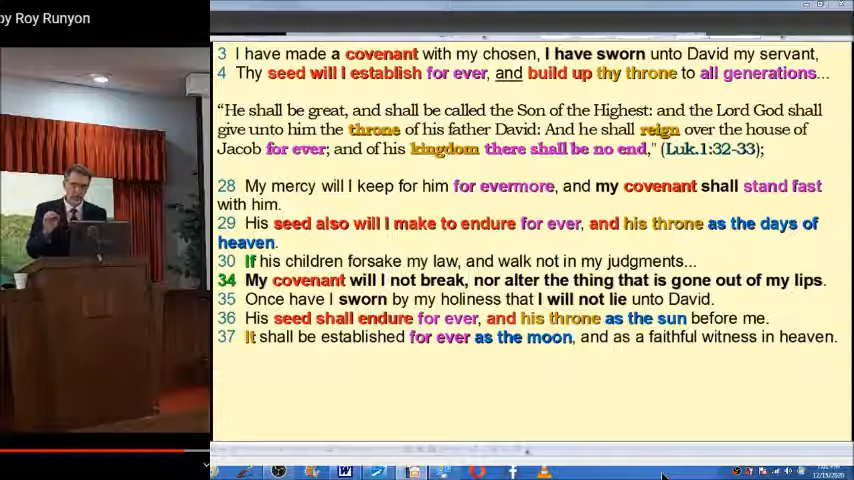 by Roy Runyon
3 I have made a covenant with my chosen, I have sworn unto David my servant,
4 Thy seed will I establish for ever, and build up thy throne to all generations...
“He shall be great, and shall be called the Son of the Highest: and the Lord God shall
give unto him the throne of his father David: And he shall reign over the house of
Jacob for ever; and of his kingdom there shall be no end,” (Luk.1:32-33);
28 My mercy will I keep for him for evermore, and my covenant shall stand fast
with him.
29 His seed also will I make to endure for ever, and his throne as the days of
heaven.
30 If his children forsake my law, and walk not in my judgments...
34 My covenant will I not break, nor alter the thing that is gone out of my lips.
35 Once have I sworn by my holiness that I will not lie unto David.
36 His seed shall endure for ever, and his throne as the sun before me.
37 It shall be established for ever as the moon, and as a faithful witness in heaven.